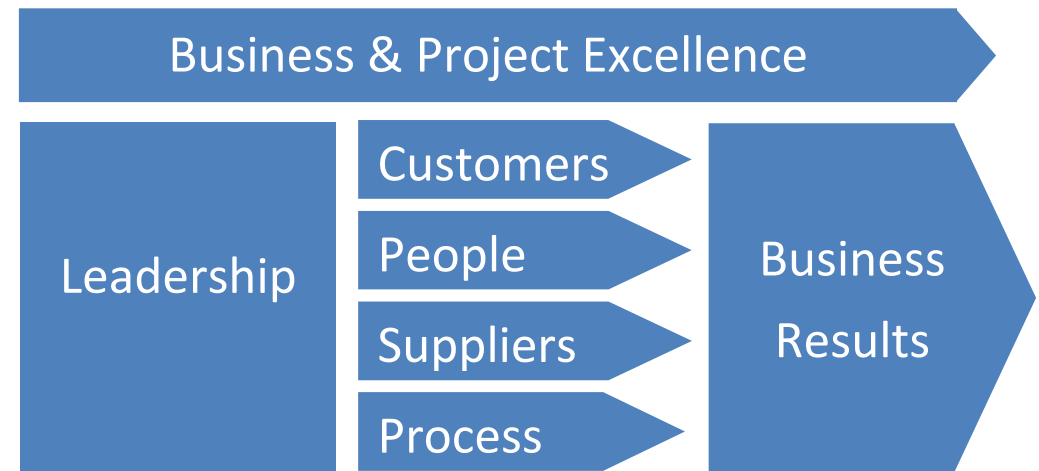 Business & Project Excellence
Leadership
Customers
People
Suppliers
Process
Business
Results